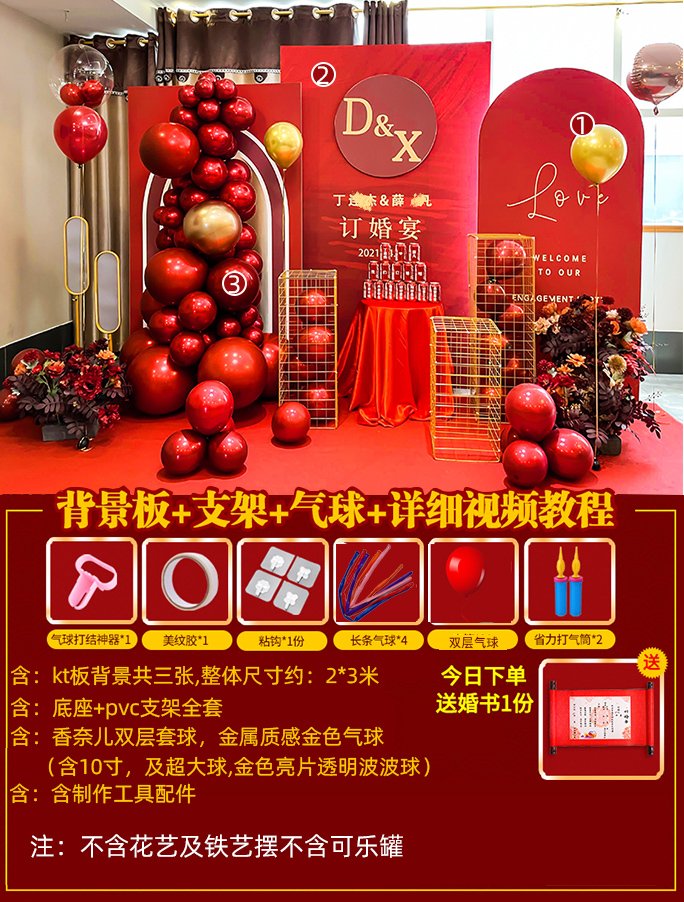 ②
①
③
D&X
丁 杰&薛 凡
订婚宴
2021
Love
WELCOME
TO OUR
ENGAGEMENT
背景板+支架+气球+详细视频教程
气球打结神器*1
美纹胶*1
粘钩*1份
长条气球*4
双层气球
省力打气筒*2
含：kt板背景共三张,整体尺寸约：2*3米
含：底座+pvc支架全套
含：香奈儿双层套球，金属质感金色气球
（含10寸，及超大球,金色亮片透明波波球）
含：含制作工具配件
今日下单
送婚书1份
送
注：不含花艺及铁艺摆不含可乐罐